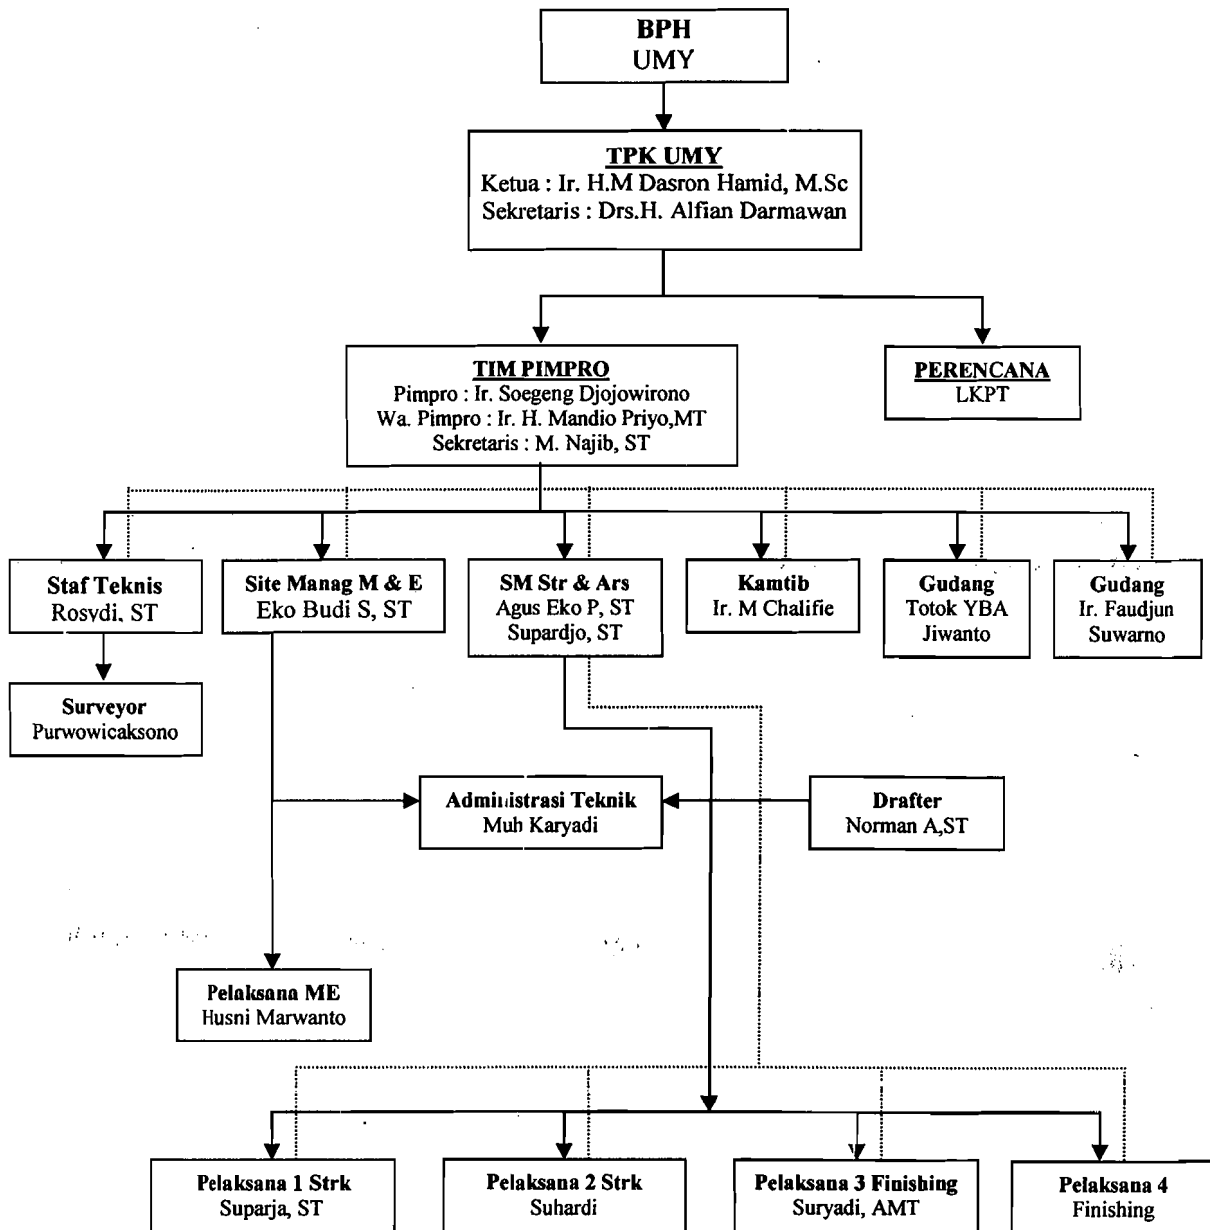 BPH
UMY
TPK UMY
Ketua : Ir. H.M Dasron Hamid, M.Sc
Sekretaris : Drs.H. Alfian Darmawan
TIM PIMPRO
Pimpro : Ir. Soegeng Djojowirono
Wa. Pimpro : Ir. H. Mandio Priyo,MT
Sekretaris : M. Najib, ST
PERENCANA
LKPT
Staf Teknis
Rosydi, ST
Site Manag M & E
Eko Budi S, ST
SM Str & Ars
Agus Eko P, ST
Supardjo, ST
Kamtib
Ir. M Chalifie
Gudang
Totok YBA
Jiwanto
Gudang
Ir. Faudjun
Suwarno
Surveyor
Purwowicaksono
Administrasi Teknik
Muh Karyadi
Drafter
Norman A,ST
Pelaksana ME
Husni Marwanto
Pelaksana 1 Strk
Suparja, ST
Pelaksana 2 Strk
Suhardi
Pelaksana 3 Finishing
Suryadi, AMT
Pelaksana 4
Finishing